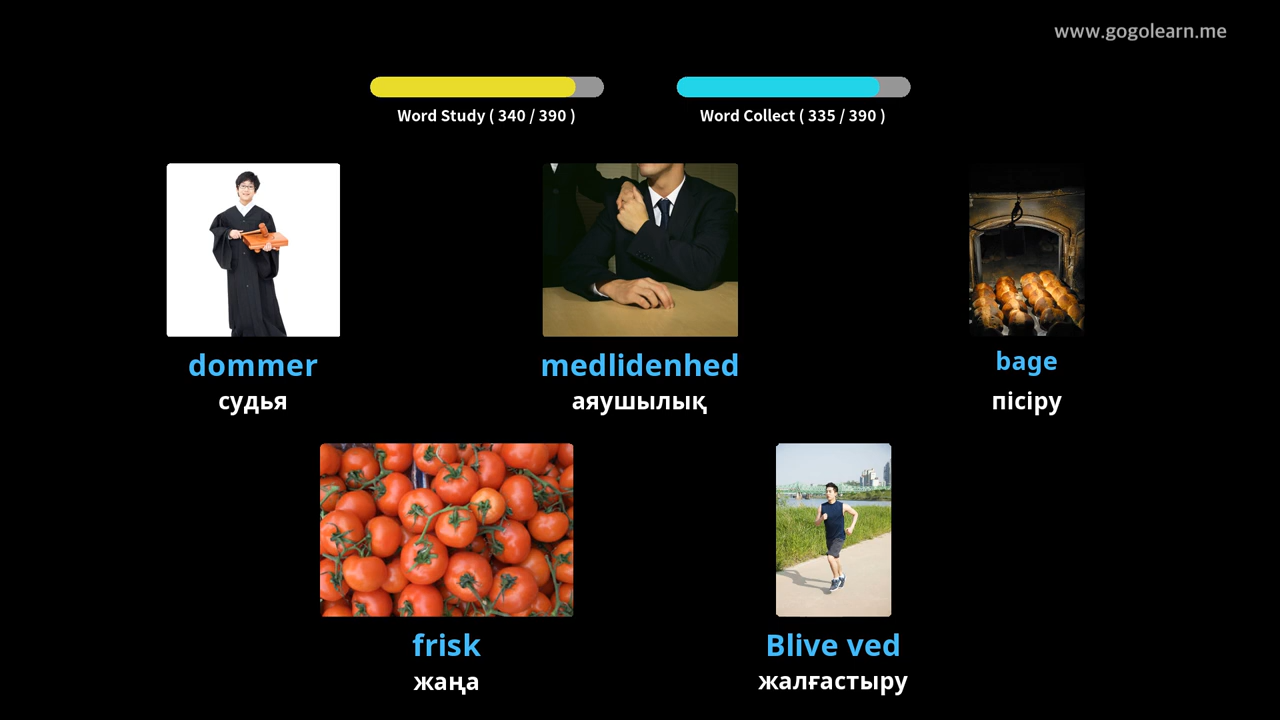 www.gogolearn.me
Word Study ( 340 / 390 )
Word Collect ( 335 / 390 )
dommer
судья
medlidenhed
аяушылық
bage
пісіру
frisk
жаңа
Blive ved
жалғастыру